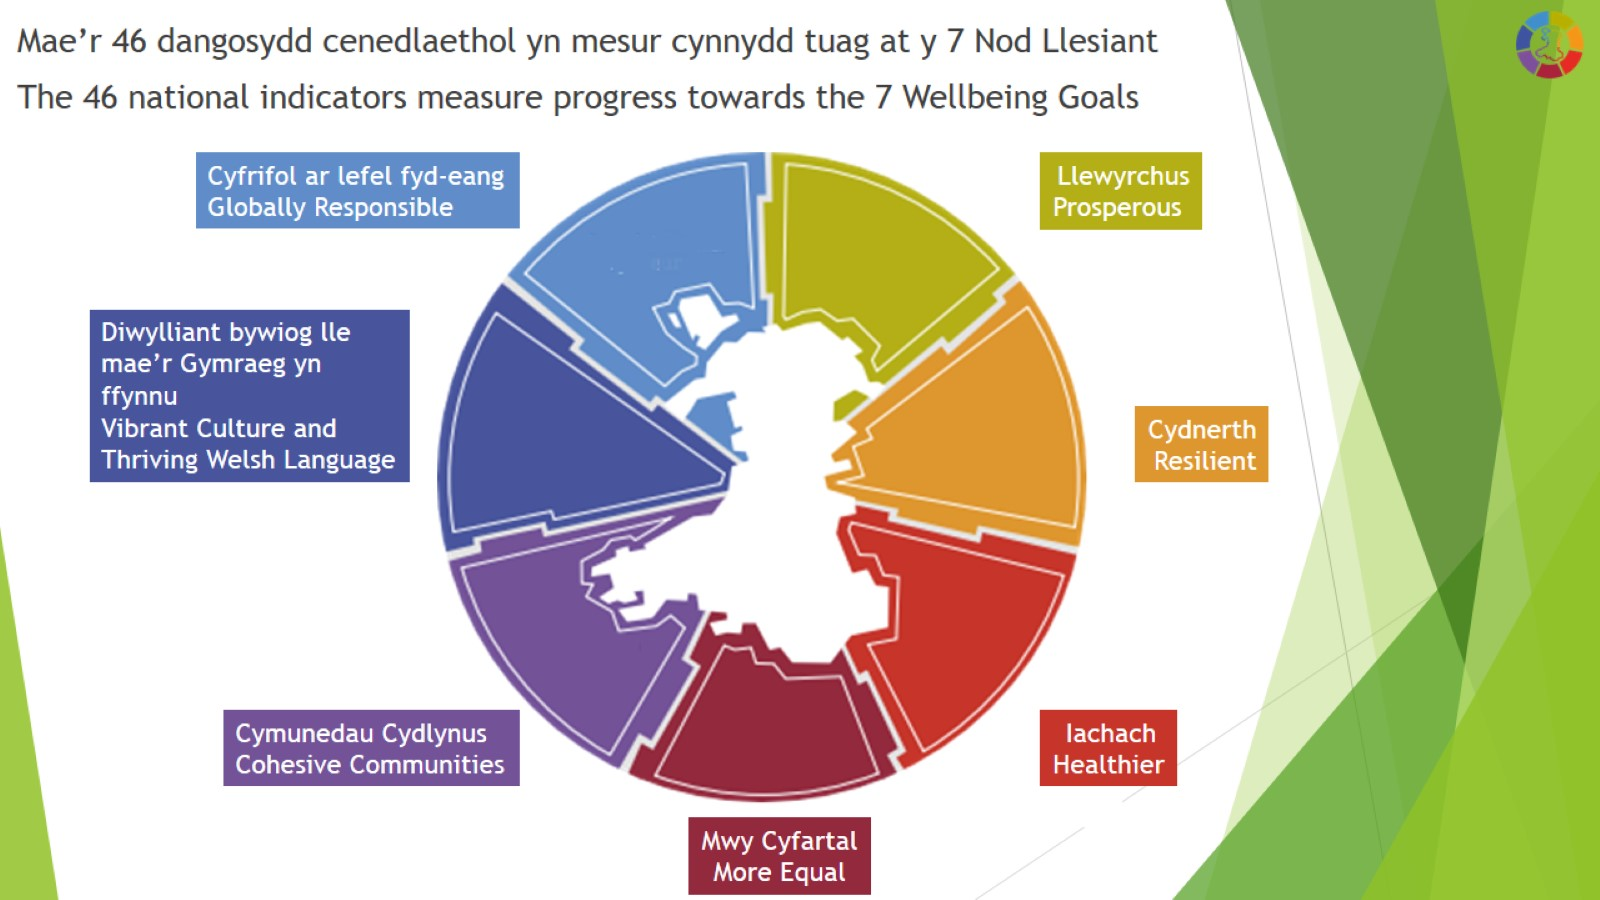 Mae’r 46 dangosydd cenedlaethol yn mesur cynnydd tuag at y 7 Nod Llesiant
The 46 national indicators measure progress towards the 7 Wellbeing Goals
Cyfrifol ar lefel fyd-eang
Globally Responsible
Llewyrchus
Prosperous
Diwylliant bywiog lle
mae’r Gymraeg yn
ffynnu
Vibrant Culture and
Thriving Welsh Language
Cydnerth
Resilient
Cymunedau Cydlynus
Cohesive Communities
Iachach
Healthier
Mwy Cyfartal
More Equal